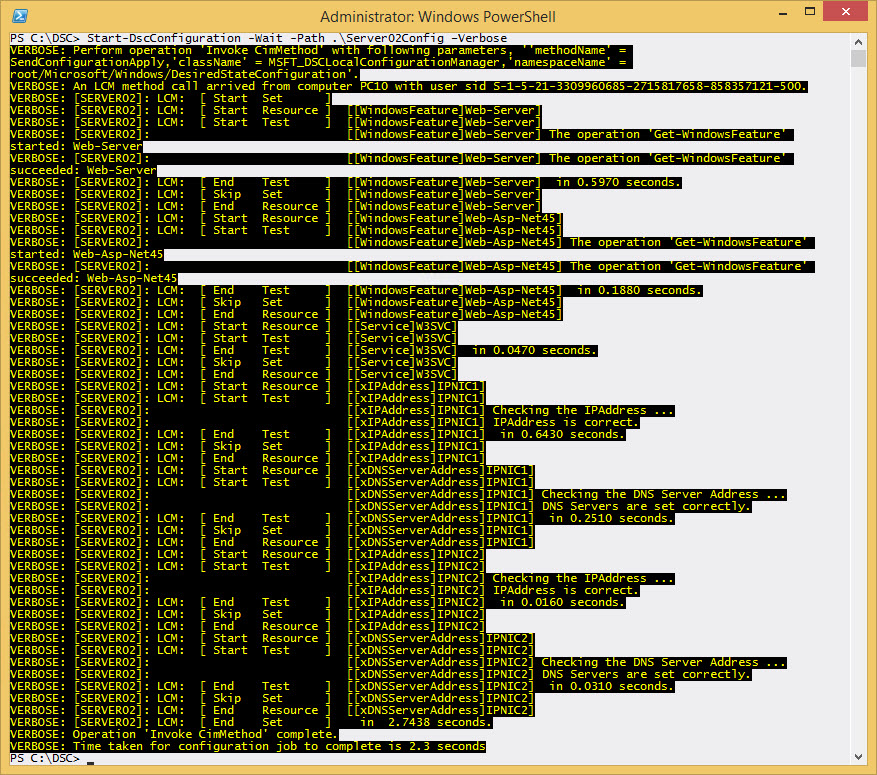 Administrator: Windows PowerShell
PS C:\DSC> Start-DscConfiguration -Wait -Path .\Server02Config -Verbose
VERBOSE: Perform operation 'Invoke CimMethod' with following parameters, ''methodName' =
SendConfigurationApply,'className' = MSFT_DSCLocalConfigurationManager,'namespaceName' =
root/Microsoft/Windows/DesiredStateConfiguration'.
VERBOSE: An LCM method call arrived from computer PC10 with user sid S-1-5-21-3309960685-2715817658-858357121-500.
VERBOSE: [SERVER02]: LCM:  [ Start  Set      ]
VERBOSE: [SERVER02]: LCM:  [ Start  Resource ]  [[WindowsFeature]Web-Server]
VERBOSE: [SERVER02]: LCM:  [ Start  Test     ]  [[WindowsFeature]Web-Server]
VERBOSE: [SERVER02]:                            [[WindowsFeature]Web-Server] The operation 'Get-WindowsFeature'
started: Web-Server
VERBOSE: [SERVER02]:                            [[WindowsFeature]Web-Server] The operation 'Get-WindowsFeature'
succeeded: Web-Server
VERBOSE: [SERVER02]: LCM:  [ End    Test     ]  [[WindowsFeature]Web-Server]  in 0.5970 seconds.
VERBOSE: [SERVER02]: LCM:  [ Skip   Set      ]  [[WindowsFeature]Web-Server]
VERBOSE: [SERVER02]: LCM:  [ End    Resource ]  [[WindowsFeature]Web-Server]
VERBOSE: [SERVER02]: LCM:  [ Start  Resource ]  [[WindowsFeature]Web-Asp-Net45]
VERBOSE: [SERVER02]: LCM:  [ Start  Test     ]  [[WindowsFeature]Web-Asp-Net45]
VERBOSE: [SERVER02]:                            [[WindowsFeature]Web-Asp-Net45] The operation 'Get-WindowsFeature'
started: Web-Asp-Net45
VERBOSE: [SERVER02]:                            [[WindowsFeature]Web-Asp-Net45] The operation 'Get-WindowsFeature'
succeeded: Web-Asp-Net45
VERBOSE: [SERVER02]: LCM:  [ End    Test     ]  [[WindowsFeature]Web-Asp-Net45]  in 0.1880 seconds.
VERBOSE: [SERVER02]: LCM:  [ Skip   Set      ]  [[WindowsFeature]Web-Asp-Net45]
VERBOSE: [SERVER02]: LCM:  [ End    Resource ]  [[WindowsFeature]Web-Asp-Net45]
VERBOSE: [SERVER02]: LCM:  [ Start  Resource ]  [[Service]W3SVC]
VERBOSE: [SERVER02]: LCM:  [ Start  Test     ]  [[Service]W3SVC]
VERBOSE: [SERVER02]: LCM:  [ End    Test     ]  [[Service]W3SVC]  in 0.0470 seconds.
VERBOSE: [SERVER02]: LCM:  [ Skip   Set      ]  [[Service]W3SVC]
VERBOSE: [SERVER02]: LCM:  [ End    Resource ]  [[Service]W3SVC]
VERBOSE: [SERVER02]: LCM:  [ Start  Resource ]  [[xIPAddress]IPNIC1]
VERBOSE: [SERVER02]: LCM:  [ Start  Test     ]  [[xIPAddress]IPNIC1]
VERBOSE: [SERVER02]:                            [[xIPAddress]IPNIC1] Checking the IPAddress ...
VERBOSE: [SERVER02]:                            [[xIPAddress]IPNIC1] IPAddress is correct.
VERBOSE: [SERVER02]: LCM:  [ End    Test     ]  [[xIPAddress]IPNIC1]  in 0.6430 seconds.
VERBOSE: [SERVER02]: LCM:  [ Skip   Set      ]  [[xIPAddress]IPNIC1]
VERBOSE: [SERVER02]: LCM:  [ End    Resource ]  [[xIPAddress]IPNIC1]
VERBOSE: [SERVER02]: LCM:  [ Start  Resource ]  [[xDNSServerAddress]IPNIC1]
VERBOSE: [SERVER02]: LCM:  [ Start  Test     ]  [[xDNSServerAddress]IPNIC1]
VERBOSE: [SERVER02]:                            [[xDNSServerAddress]IPNIC1] Checking the DNS Server Address ...
VERBOSE: [SERVER02]:                            [[xDNSServerAddress]IPNIC1] DNS Servers are set correctly.
VERBOSE: [SERVER02]: LCM:  [ End    Test     ]  [[xDNSServerAddress]IPNIC1]  in 0.2510 seconds.
VERBOSE: [SERVER02]: LCM:  [ Skip   Set      ]  [[xDNSServerAddress]IPNIC1]
VERBOSE: [SERVER02]: LCM:  [ End    Resource ]  [[xDNSServerAddress]IPNIC1]
VERBOSE: [SERVER02]: LCM:  [ Start  Resource ]  [[xIPAddress]IPNIC2]
VERBOSE: [SERVER02]: LCM:  [ Start  Test     ]  [[xIPAddress]IPNIC2]
VERBOSE: [SERVER02]:                            [[xIPAddress]IPNIC2] Checking the IPAddress ...
VERBOSE: [SERVER02]:                            [[xIPAddress]IPNIC2] IPAddress is correct.
VERBOSE: [SERVER02]: LCM:  [ End    Test     ]  [[xIPAddress]IPNIC2]  in 0.0160 seconds.
VERBOSE: [SERVER02]: LCM:  [ Skip   Set      ]  [[xIPAddress]IPNIC2]
VERBOSE: [SERVER02]: LCM:  [ End    Resource ]  [[xIPAddress]IPNIC2]
VERBOSE: [SERVER02]: LCM:  [ Start  Resource ]  [[xDNSServerAddress]IPNIC2]
VERBOSE: [SERVER02]: LCM:  [ Start  Test     ]  [[xDNSServerAddress]IPNIC2]
VERBOSE: [SERVER02]:                            [[xDNSServerAddress]IPNIC2] Checking the DNS Server Address ...
VERBOSE: [SERVER02]:                            [[xDNSServerAddress]IPNIC2] DNS Servers are set correctly.
VERBOSE: [SERVER02]: LCM:  [ End    Test     ]  [[xDNSServerAddress]IPNIC2]  in 0.0310 seconds.
VERBOSE: [SERVER02]: LCM:  [ Skip   Set      ]  [[xDNSServerAddress]IPNIC2]
VERBOSE: [SERVER02]: LCM:  [ End    Resource ]  [[xDNSServerAddress]IPNIC2]
VERBOSE: [SERVER02]: LCM:  [ End    Set      ]    in  2.7438 seconds.
VERBOSE: Operation 'Invoke CimMethod' complete.
VERBOSE: Time taken for configuration job to complete is 2.3 seconds
PS C:\DSC> _